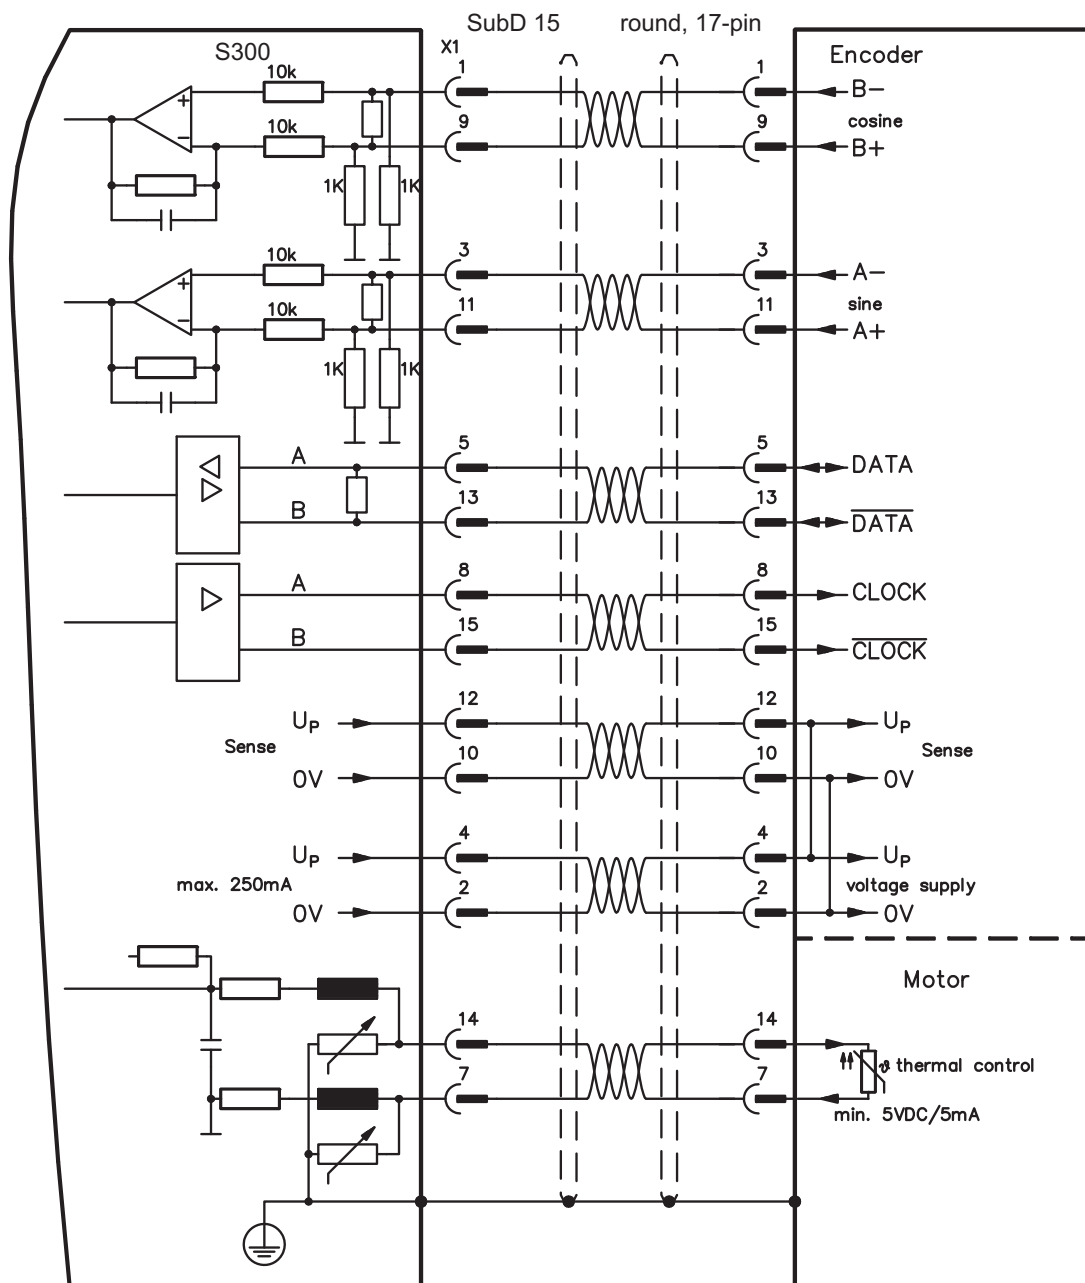 SubD 15
round, 17-pin
S300
X1
Encoder
10k
1
1
B-
cosine
10k
9
9
B+
1K
1K
10k
3
3
A-
sine
10k
11
11
A+
1K
1K
A
5
5
DATA
B
13
13
DATA
A
8
8
CLOCK
B
15
15
CLOCK
UP
12
12
UP
Sense
Sense
0V
10
10
0V
UP
4
4
UP
max. 250mA
voltage supply
0V
2
2
0V
Motor
14
14
ϑ thermal control
7
7
min. 5VDC/5mA